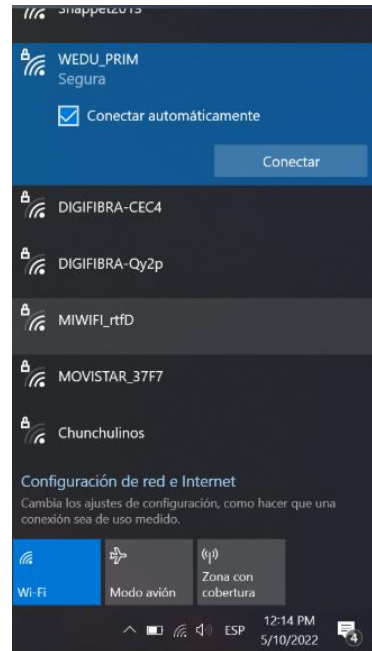 Snappet2013
WEDU_PRIM
Segura
Conectar automáticamente
Conectar
DIGIFIBRA-CEC4
DIGIFIBRA-Qy2p
MIWIFI_rtfD
MOVISTAR_37F7
Chunchulinos
Configuración de red e Internet
Cambia los ajustes de configuración, como hacer que una
conexión sea de uso medido.
Wi-Fi
Modo avión
Zona con
cobertura
ESP
12:14 PM
5/10/2022
4